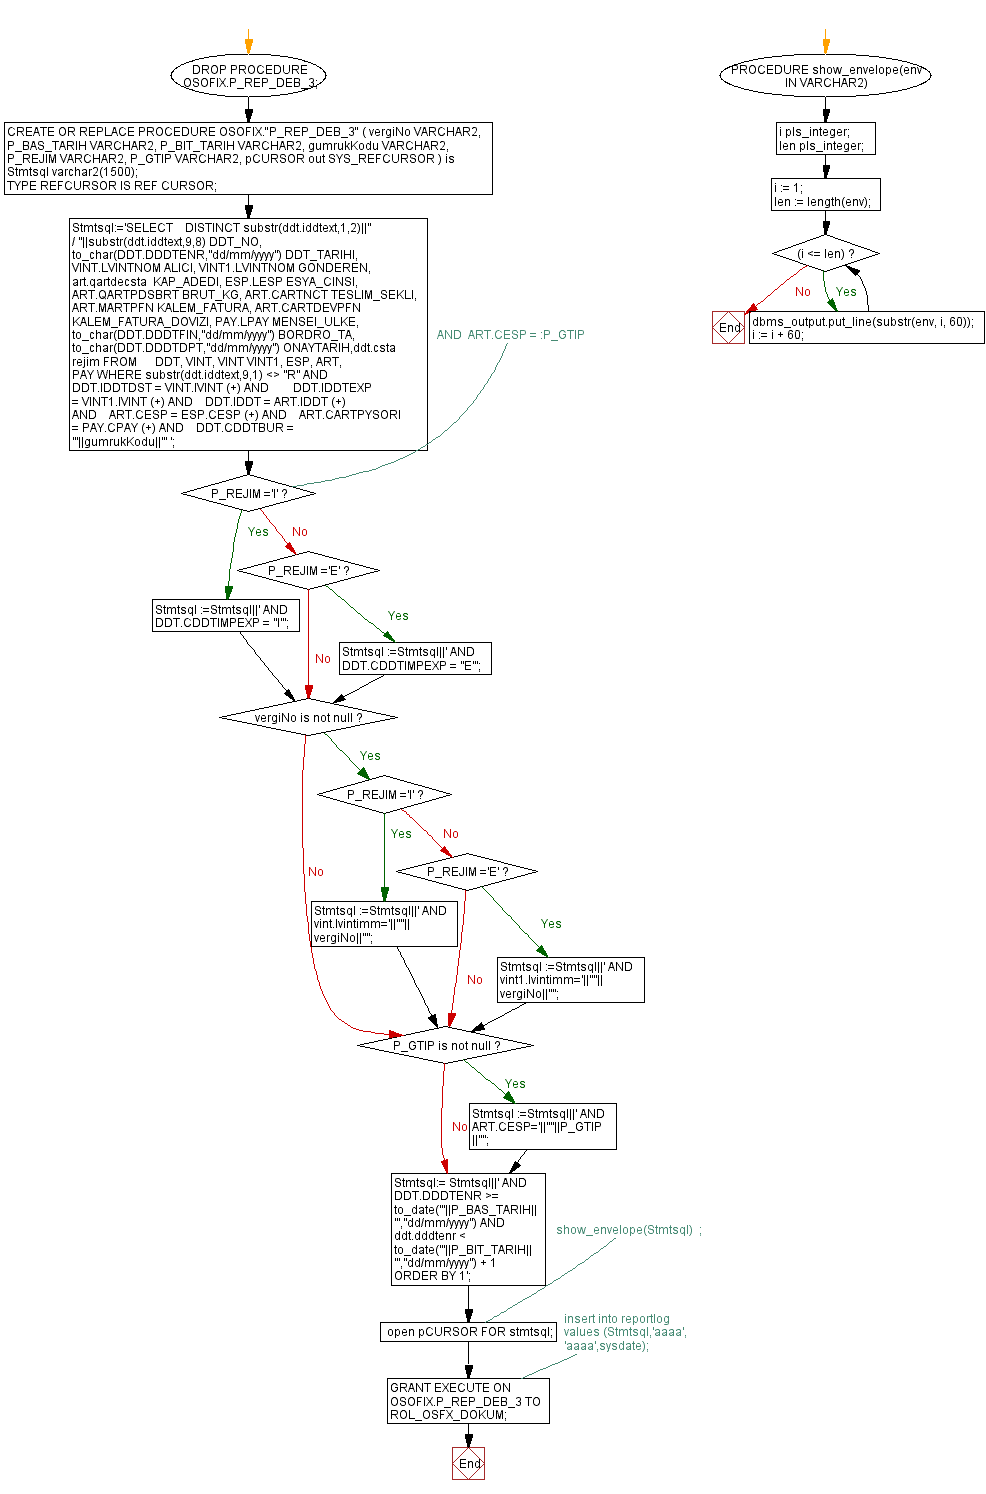 DROP PROCEDURE
OSOFIX.P_REP_DEB_3;
CREATE OR REPLACE PROCEDURE OSOFIX."P_REP_DEB_3" ( vergiNo VARCHAR2,
P_BAS_TARIH VARCHAR2, P_BIT_TARIH VARCHAR2, gumrukKodu VARCHAR2,
P_REJIM VARCHAR2, P_GTIP VARCHAR2, pCURSOR out SYS_REFCURSOR ) is
Stmtsql varchar2(1500);
TYPE REFCURSOR IS REF CURSOR;
Stmtsql:='SELECT DISTINCT substr(ddt.iddtext,1,2)||''
/ ''||substr(ddt.iddtext,9,8) DDT_NO,
to_char(DDT.DDDTENR,''dd/mm/yyyy'') DDT_TARIHI,
VINT.LVINTNOM ALICI, VINT1.LVINTNOM GONDEREN,
art.qartdecsta KAP_ADEDI, ESP.LESP ESYA_CINSI,
ART.QARTPDSBRT BRUT_KG, ART.CARTNCT TESLIM_SEKLI,
ART.MARTPFN KALEM_FATURA, ART.CARTDEVPFN
KALEM_FATURA_DOVIZI, PAY.LPAY MENSEI_ULKE,
to_char(DDT.DDDTFIN,''dd/mm/yyyy'') BORDRO_TA,
to_char(DDT.DDDTDPT,''dd/mm/yyyy'') ONAYTARIH,ddt.csta
rejim FROM DDT, VINT, VINT VINT1, ESP, ART,
PAY WHERE substr(ddt.iddtext,9,1) <> ''R'' AND
DDT.IDDTDST = VINT.IVINT (+) AND DDT.IDDTEXP
= VINT1.IVINT (+) AND DDT.IDDT = ART.IDDT (+)
AND ART.CESP = ESP.CESP (+) AND ART.CARTPYSORI
= PAY.CPAY (+) AND DDT.CDDTBUR =
'''||gumrukKodu||''' ';
AND ART.CESP = :P_GTIP
P_REJIM ='I' ?
Yes
No
P_REJIM ='E' ?
Stmtsql :=Stmtsql||' AND
DDT.CDDTIMPEXP = ''I''';
Yes
No
Stmtsql :=Stmtsql||' AND
DDT.CDDTIMPEXP = ''E''';
vergiNo is not null ?
Yes
P_REJIM ='I' ?
Yes
No
No
P_REJIM ='E' ?
Stmtsql :=Stmtsql||' AND
vint.lvintimm='||''''||
vergiNo||'''';
Yes
No
Stmtsql :=Stmtsql||' AND
vint1.lvintimm='||''''||
vergiNo||'''';
P_GTIP is not null ?
Yes
No
Stmtsql :=Stmtsql||' AND
ART.CESP='||''''||P_GTIP
||'''';
Stmtsql:= Stmtsql||' AND
DDT.DDDTENR >=
to_date('''||P_BAS_TARIH||
''',''dd/mm/yyyy'') AND
ddt.dddtenr <
to_date('''||P_BIT_TARIH||
''',''dd/mm/yyyy'') + 1
ORDER BY 1';
show_envelope(Stmtsql) ;
open pCURSOR FOR stmtsql;
insert into reportlog
values (Stmtsql,'aaaa',
'aaaa',sysdate);
GRANT EXECUTE ON
OSOFIX.P_REP_DEB_3 TO
ROL_OSFX_DOKUM;
End
PROCEDURE show_envelope(env
IN VARCHAR2)
i pls_integer;
len pls_integer;
i := 1;
len := length(env);
(i <= len) ?
No
Yes
End
dbms_output.put_line(substr(env, i, 60));
i := i + 60;